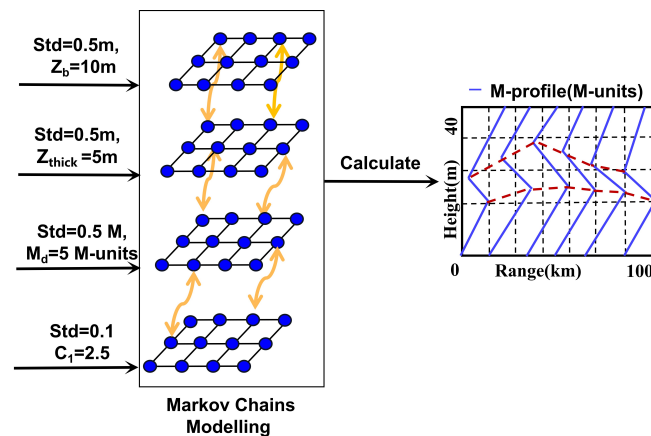 Std=0.5m,
Z_b=10m
Std=0.5m,
Z_thick=5m
Std=0.5 M,
M_d=5 M-units
Std=0.1
C_1=2.5
Markov Chains
Modelling
Calculate
M-profile(M-units)
40
Height(m)
0
Range(km)
100